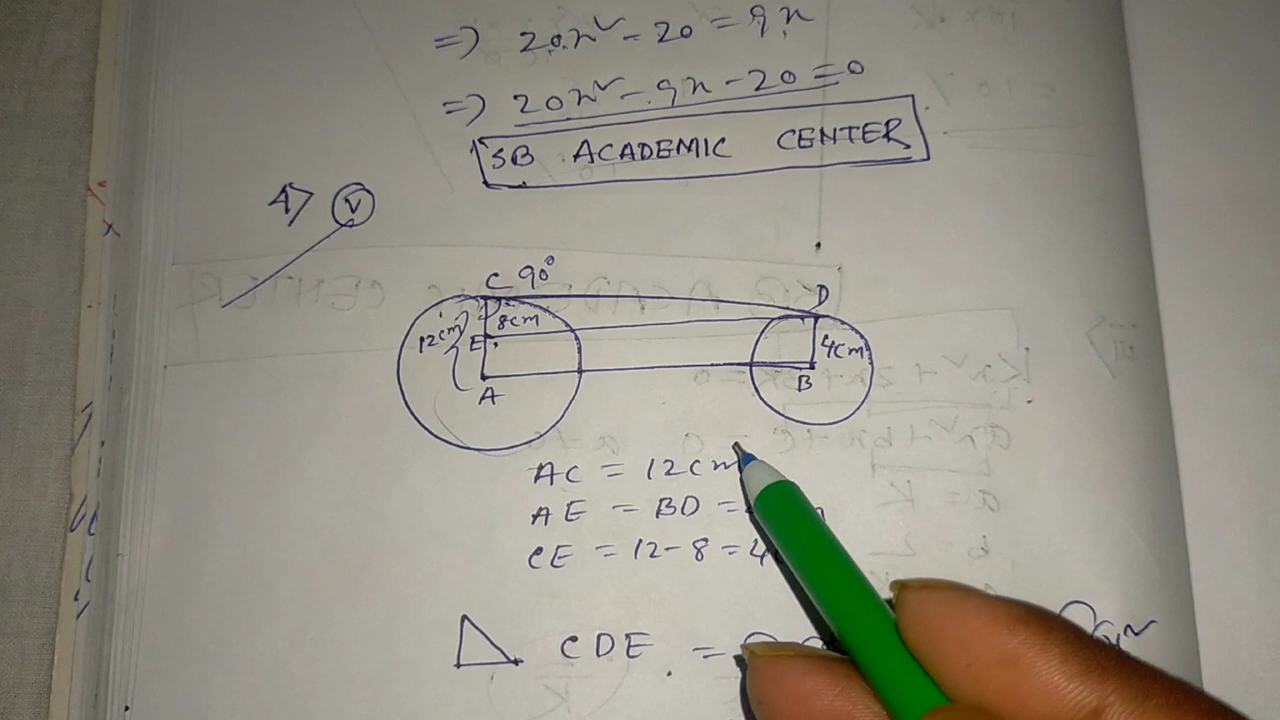 =) 20x² - 20 = 9x
=) 20x² - 9x - 20 = 0
SB ACADEMIC CENTER
4> V
C 90°
D
12cm 8cm
E
4cm
A
B
AC = 12cm
AE = BD =
CE = 12-8 = 4
△ CDE =